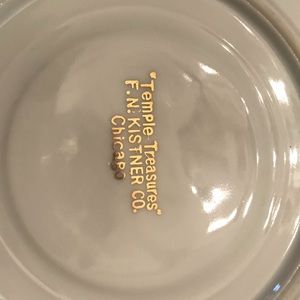 "Temple Treasures"
F. N. KISTNER CO.
Chicago